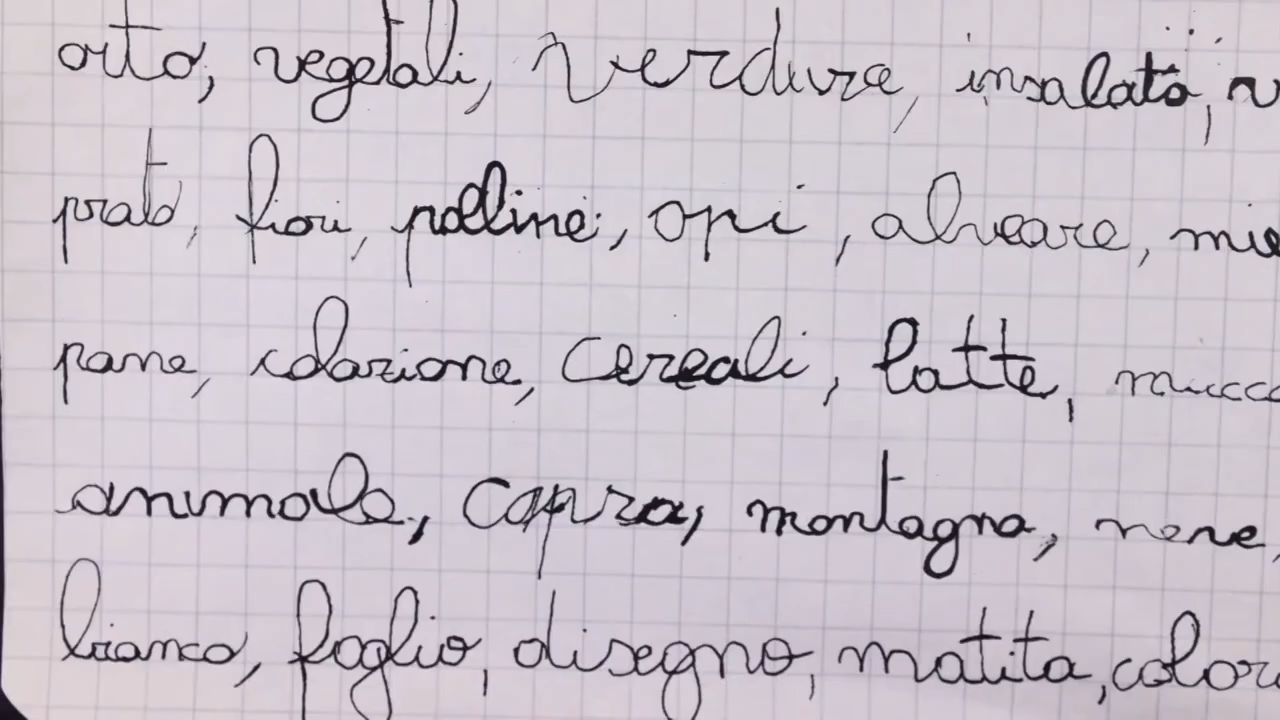 orto, vegetali, verdura, insalata,
prato, fiori, polline, api, alveare,
pane, colazione, cereali, latte,
animale, capra, montagna, neve,
bianco, foglio, disegno, matita,